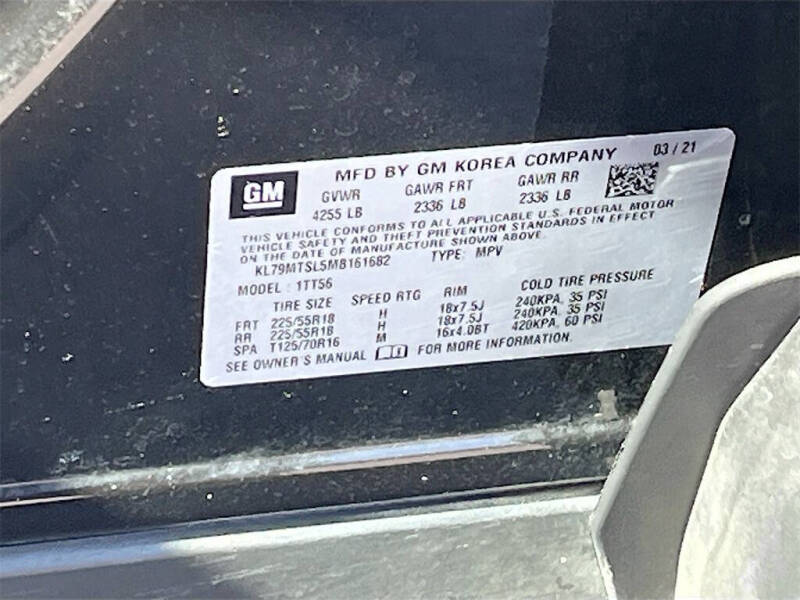 GM MFD BY GM KOREA COMPANY 03 / 21
GVWR GAWR FRT GAWR RR
4255 LB 2336 LB 2336 LB
THIS VEHICLE CONFORMS TO ALL APPLICABLE U.S. FEDERAL MOTOR
VEHICLE SAFETY AND THEFT PREVENTION STANDARDS IN EFFECT
ON THE DATE OF MANUFACTURE SHOWN ABOVE.
KL79MTSL5MB161682 TYPE: MPV
MODEL : 1TT56
TIRE SIZE SPEED RTG RIM COLD TIRE PRESSURE
FRT 225/55R18 H 18x7.5J 240KPA, 35 PSI
RR 225/55R18 H 18x7.5J 240KPA, 35 PSI
SPA T125/70R16 M 16x4.0BT 420KPA, 60 PSI
SEE OWNER'S MANUAL FOR MORE INFORMATION.